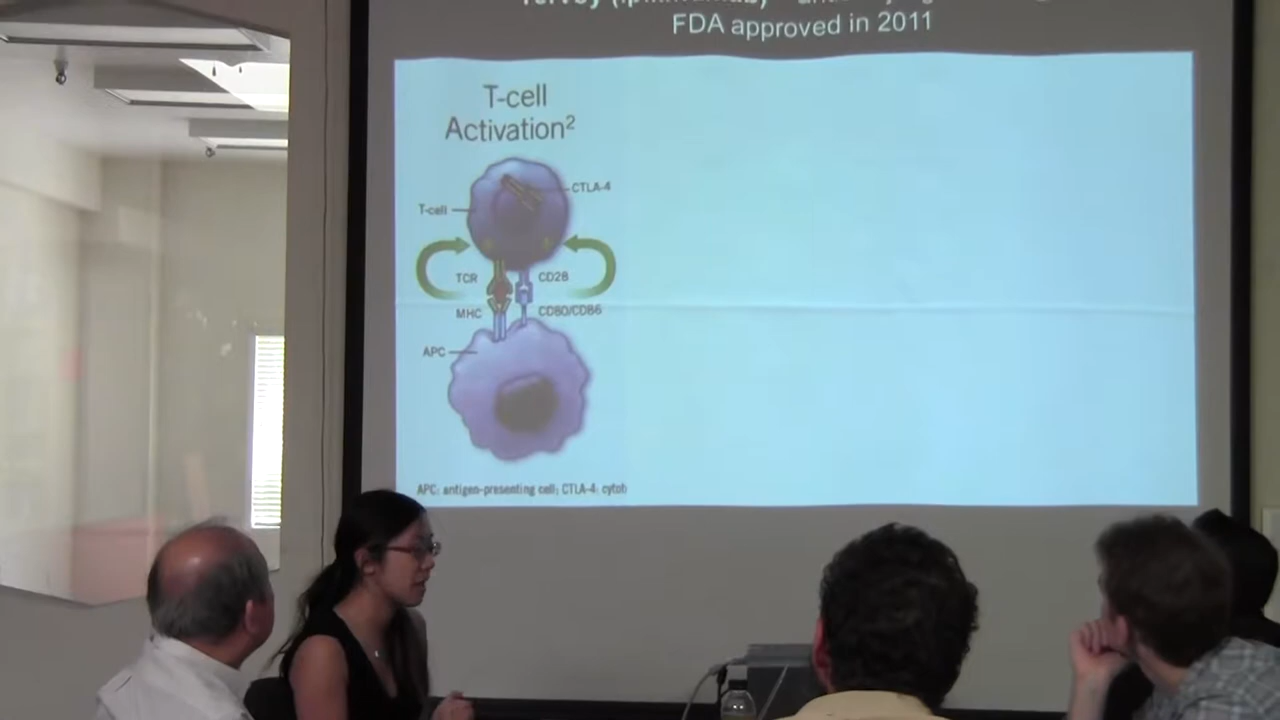 FDA approved in 2011
T-cell
Activation²
CTLA-4
T-cell
TCR
CD28
MHC
CD80/CD86
APC
APC: antigen-presenting cell; CTLA-4: cytot